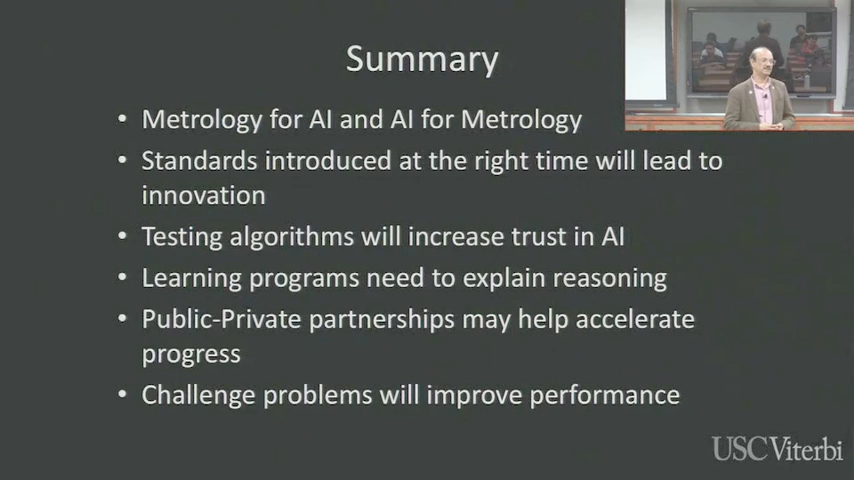 Summary
• Metrology for AI and AI for Metrology
• Standards introduced at the right time will lead to
innovation
• Testing algorithms will increase trust in AI
• Learning programs need to explain reasoning
• Public-Private partnerships may help accelerate
progress
• Challenge problems will improve performance
USC Viterbi